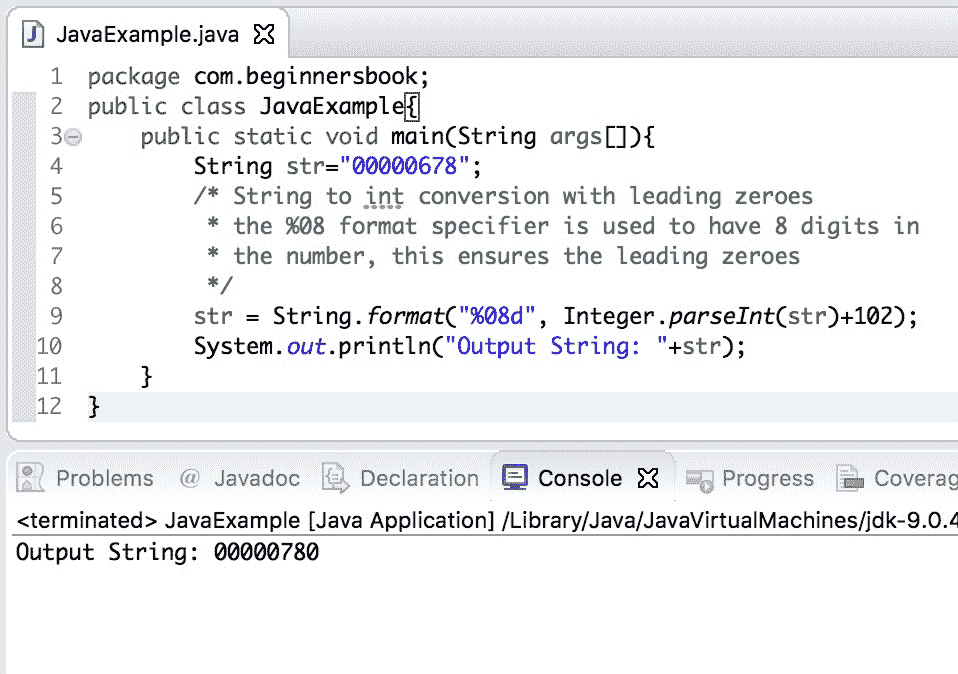 JavaExample.java
1 package com.beginnersbook;
2 public class JavaExample{
3 public static void main(String args[]){
4 String str="00000678";
5 /* String to int conversion with leading zeroes
6 * the %08 format specifier is used to have 8 digits in
7 * the number, this ensures the leading zeroes
8 */
9 str = String.format("%08d", Integer.parseInt(str)+102);
10 System.out.println("Output String: "+str);
11 }
12 }
Problems @ Javadoc Declaration Console Progress Coverag
<terminated> JavaExample [Java Application] /Library/Java/JavaVirtualMachines/jdk-9.0.4
Output String: 00000780